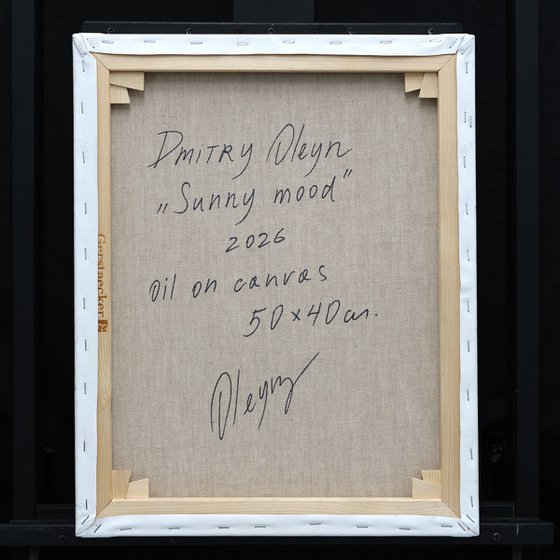 Dmitry Oleyn
„Sunny mood”
2026
oil on canvas
50x40cm.
Oleyn
Gerstaecker